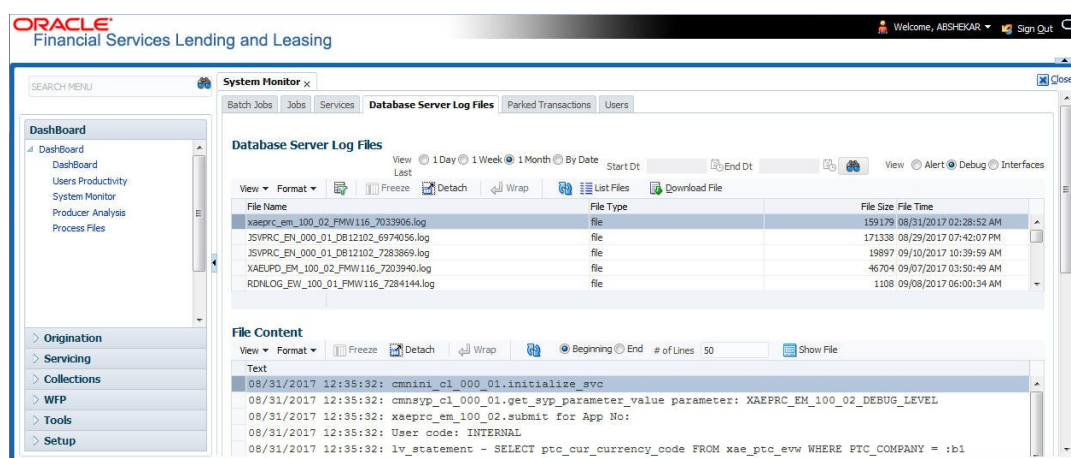 ORACLE
Financial Services Lending and Leasing
Welcome, ABSHEKAR
Sign Out
SEARCH MENU
System Monitor x
Close
Batch Jobs Jobs Services Database Server Log Files Parked Transactions Users
DashBoard
DashBoard
DashBoard
Users Productivity
System Monitor
Producer Analysis
Process Files
Origination
Servicing
Collections
WFP
Tools
Setup
Database Server Log Files
View Last 1 Day 1 Week 1 Month By Date Start Dt End Dt View Alert Debug Interfaces
View Format Freeze Detach Wrap List Files Download File
File Name File Type File Size File Time
xaeprc_em_100_02_FMW116_7033906.log file 159179 08/31/2017 02:28:52 AM
JSVPRC_EN_000_01_DB12102_6974056.log file 171338 08/29/2017 07:42:07 PM
JSVPRC_EN_000_01_DB12102_7283869.log file 19897 09/10/2017 10:39:59 AM
XAEUPD_EM_100_02_FMW116_7203940.log file 46704 09/07/2017 03:50:49 AM
RDNLOG_EW_100_01_FMW116_7284144.log file 1108 09/08/2017 06:00:34 AM
File Content
View Format Freeze Detach Wrap Beginning End # of Lines 50 Show File
Text
08/31/2017 12:35:32: cmnini_cl_000_01.initialize_svc
08/31/2017 12:35:32: cmnsyp_cl_000_01.get_syp_parameter_value parameter: XAEPRC_EM_100_02_DEBUG_LEVEL
08/31/2017 12:35:32: xaeprc_em_100_02.submit for App No:
08/31/2017 12:35:32: User code: INTERNAL
08/31/2017 12:35:32: lv_statement - SELECT ptc_cur_currency_code FROM xae_ptc_evw WHERE PTC_COMPANY = :b1